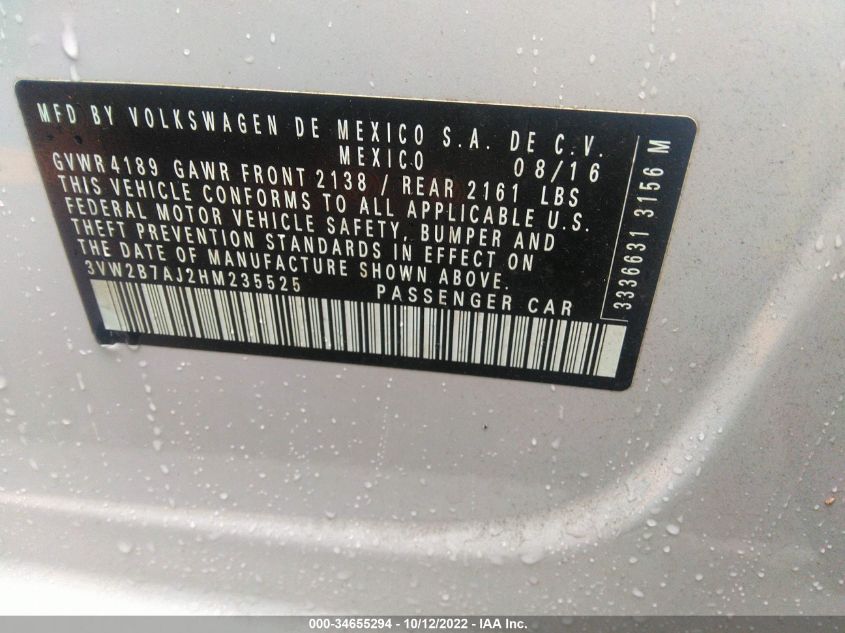 MFD BY VOLKSWAGEN DE MEXICO S.A. DE C.V.
MEXICO 08/16
GVWR 4189 GAWR FRONT 2138 / REAR 2161 LBS
THIS VEHICLE CONFORMS TO ALL APPLICABLE U.S.
FEDERAL MOTOR VEHICLE SAFETY, BUMPER AND
THEFT PREVENTION STANDARDS IN EFFECT ON
THE DATE OF MANUFACTURE SHOWN ABOVE.
3VW2B7AJ2HM235525 PASSENGER CAR
3336631 3156 M
000-34655294 - 10/12/2022 - IAA Inc.